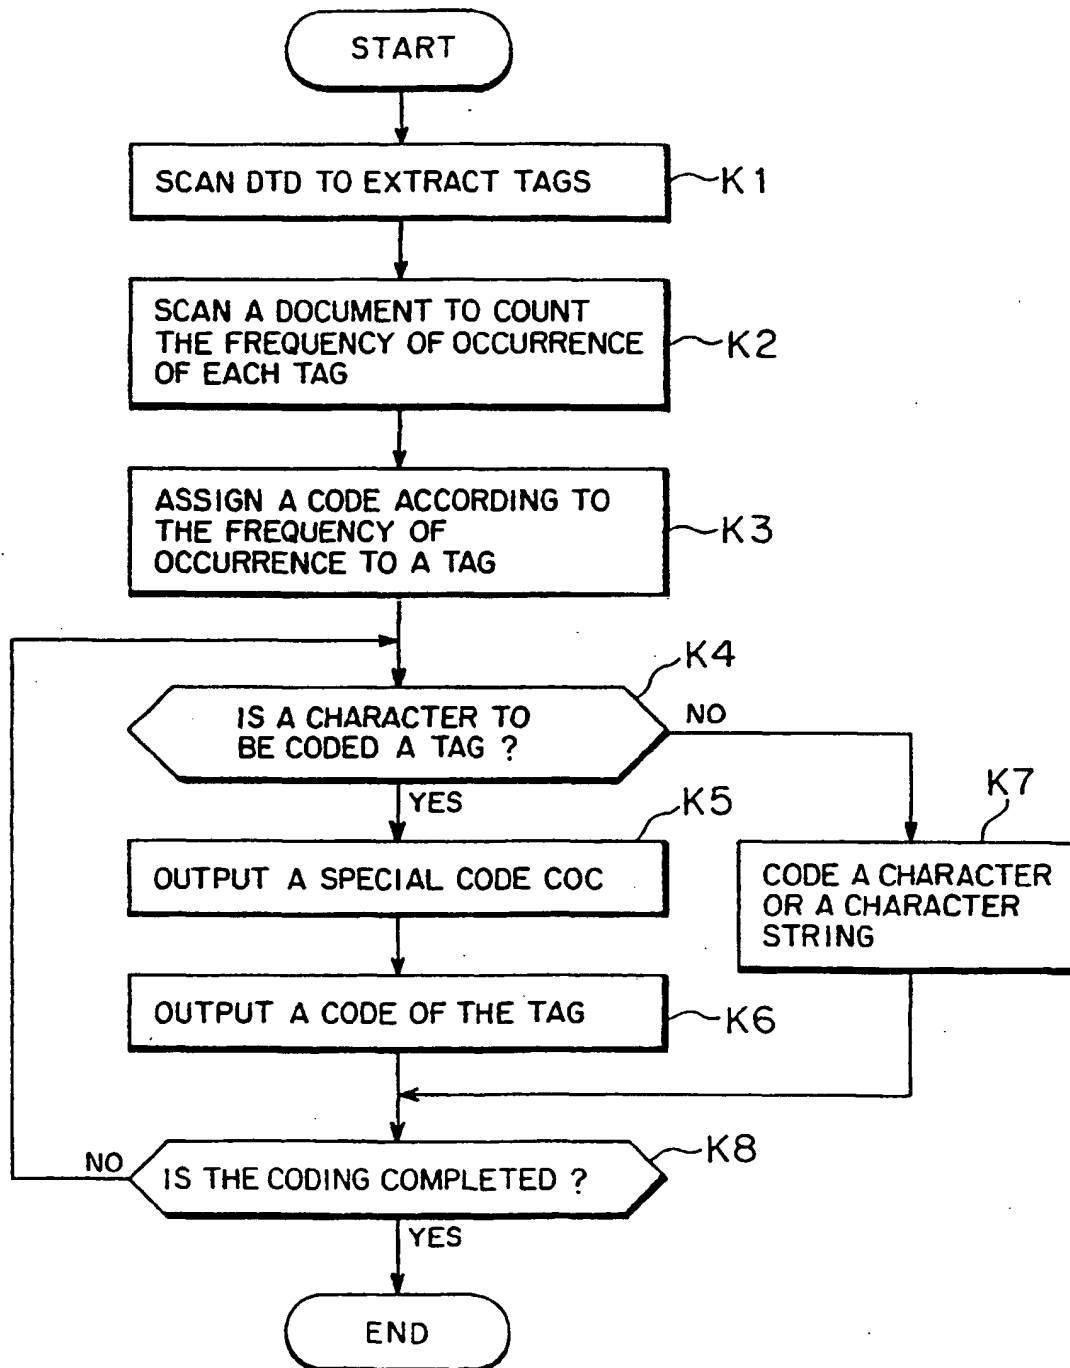 START
SCAN DTD TO EXTRACT TAGS
K1
SCAN A DOCUMENT TO COUNT
THE FREQUENCY OF OCCURRENCE
OF EACH TAG
K2
ASSIGN A CODE ACCORDING TO
THE FREQUENCY OF
OCCURRENCE TO A TAG
K3
K4
IS A CHARACTER TO
BE CODED A TAG ?
NO
YES
K5
OUTPUT A SPECIAL CODE COC
K7
CODE A CHARACTER
OR A CHARACTER
STRING
OUTPUT A CODE OF THE TAG
K6
K8
NO
IS THE CODING COMPLETED ?
YES
END